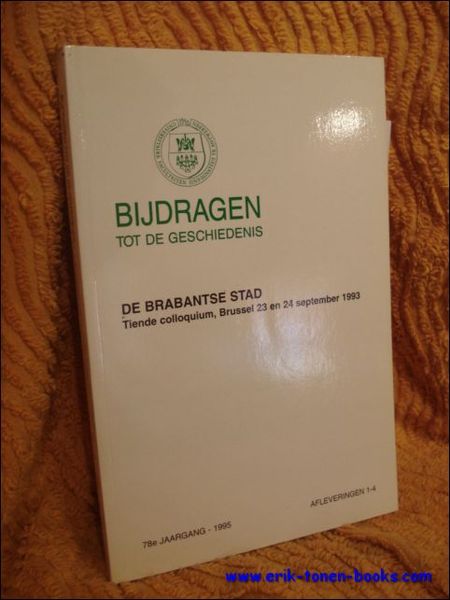 BIJDRAGEN
TOT DE GESCHIEDENIS
DE BRABANTSE STAD
Tiende colloquium, Brussel 23 en 24 september 1993
78e JAARGANG - 1995
AFLEVERINGEN 1-4
www.erik-tonen-books.com